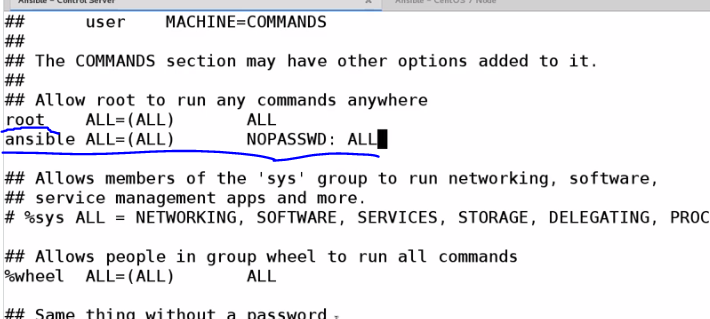 Ansible - Control Server
Ansible - CentOS 7 Node
## user MACHINE=COMMANDS
##
## The COMMANDS section may have other options added to it.
##
## Allow root to run any commands anywhere
root ALL=(ALL) ALL
ansible ALL=(ALL) NOPASSWD: ALL
## Allows members of the 'sys' group to run networking, software,
## service management apps and more.
# %sys ALL = NETWORKING, SOFTWARE, SERVICES, STORAGE, DELEGATING, PROC
## Allows people in group wheel to run all commands
%wheel ALL=(ALL) ALL
## Same thing without a password